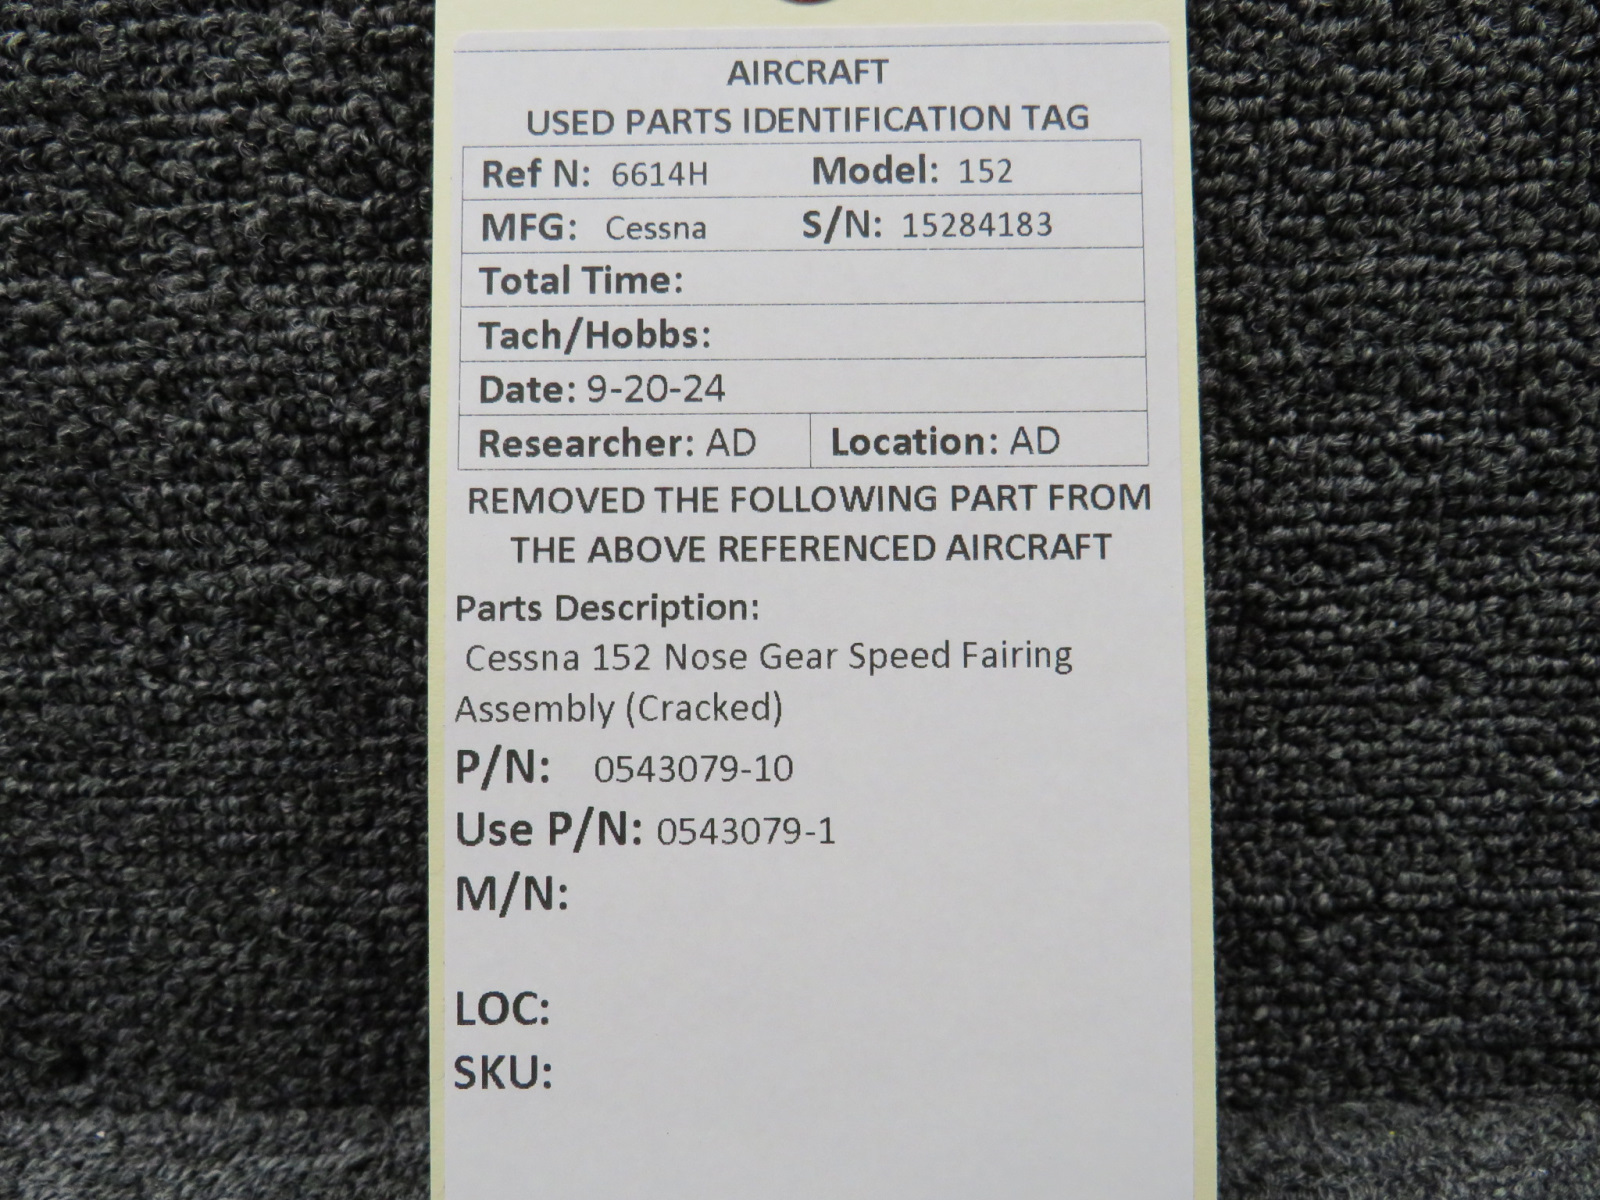 AIRCRAFT
USED PARTS IDENTIFICATION TAG
Ref N: 6614H Model: 152
MFG: Cessna S/N: 15284183
Total Time:
Tach/Hobbs:
Date: 9-20-24
Researcher: AD Location: AD
REMOVED THE FOLLOWING PART FROM
THE ABOVE REFERENCED AIRCRAFT
Parts Description:
Cessna 152 Nose Gear Speed Fairing
Assembly (Cracked)
P/N: 0543079-10
Use P/N: 0543079-1
M/N:
LOC:
SKU: